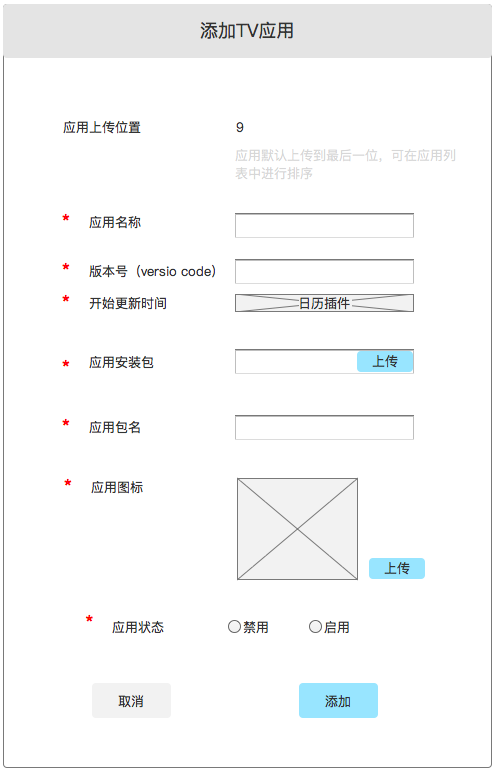 添加TV应用
应用上传位置 9
应用默认上传到最后一位，可在应用列
表中进行排序
* 应用名称
* 版本号（versio code）
* 开始更新时间 日历插件
* 应用安装包 上传
* 应用包名
* 应用图标
上传
* 应用状态 禁用 启用
取消 添加